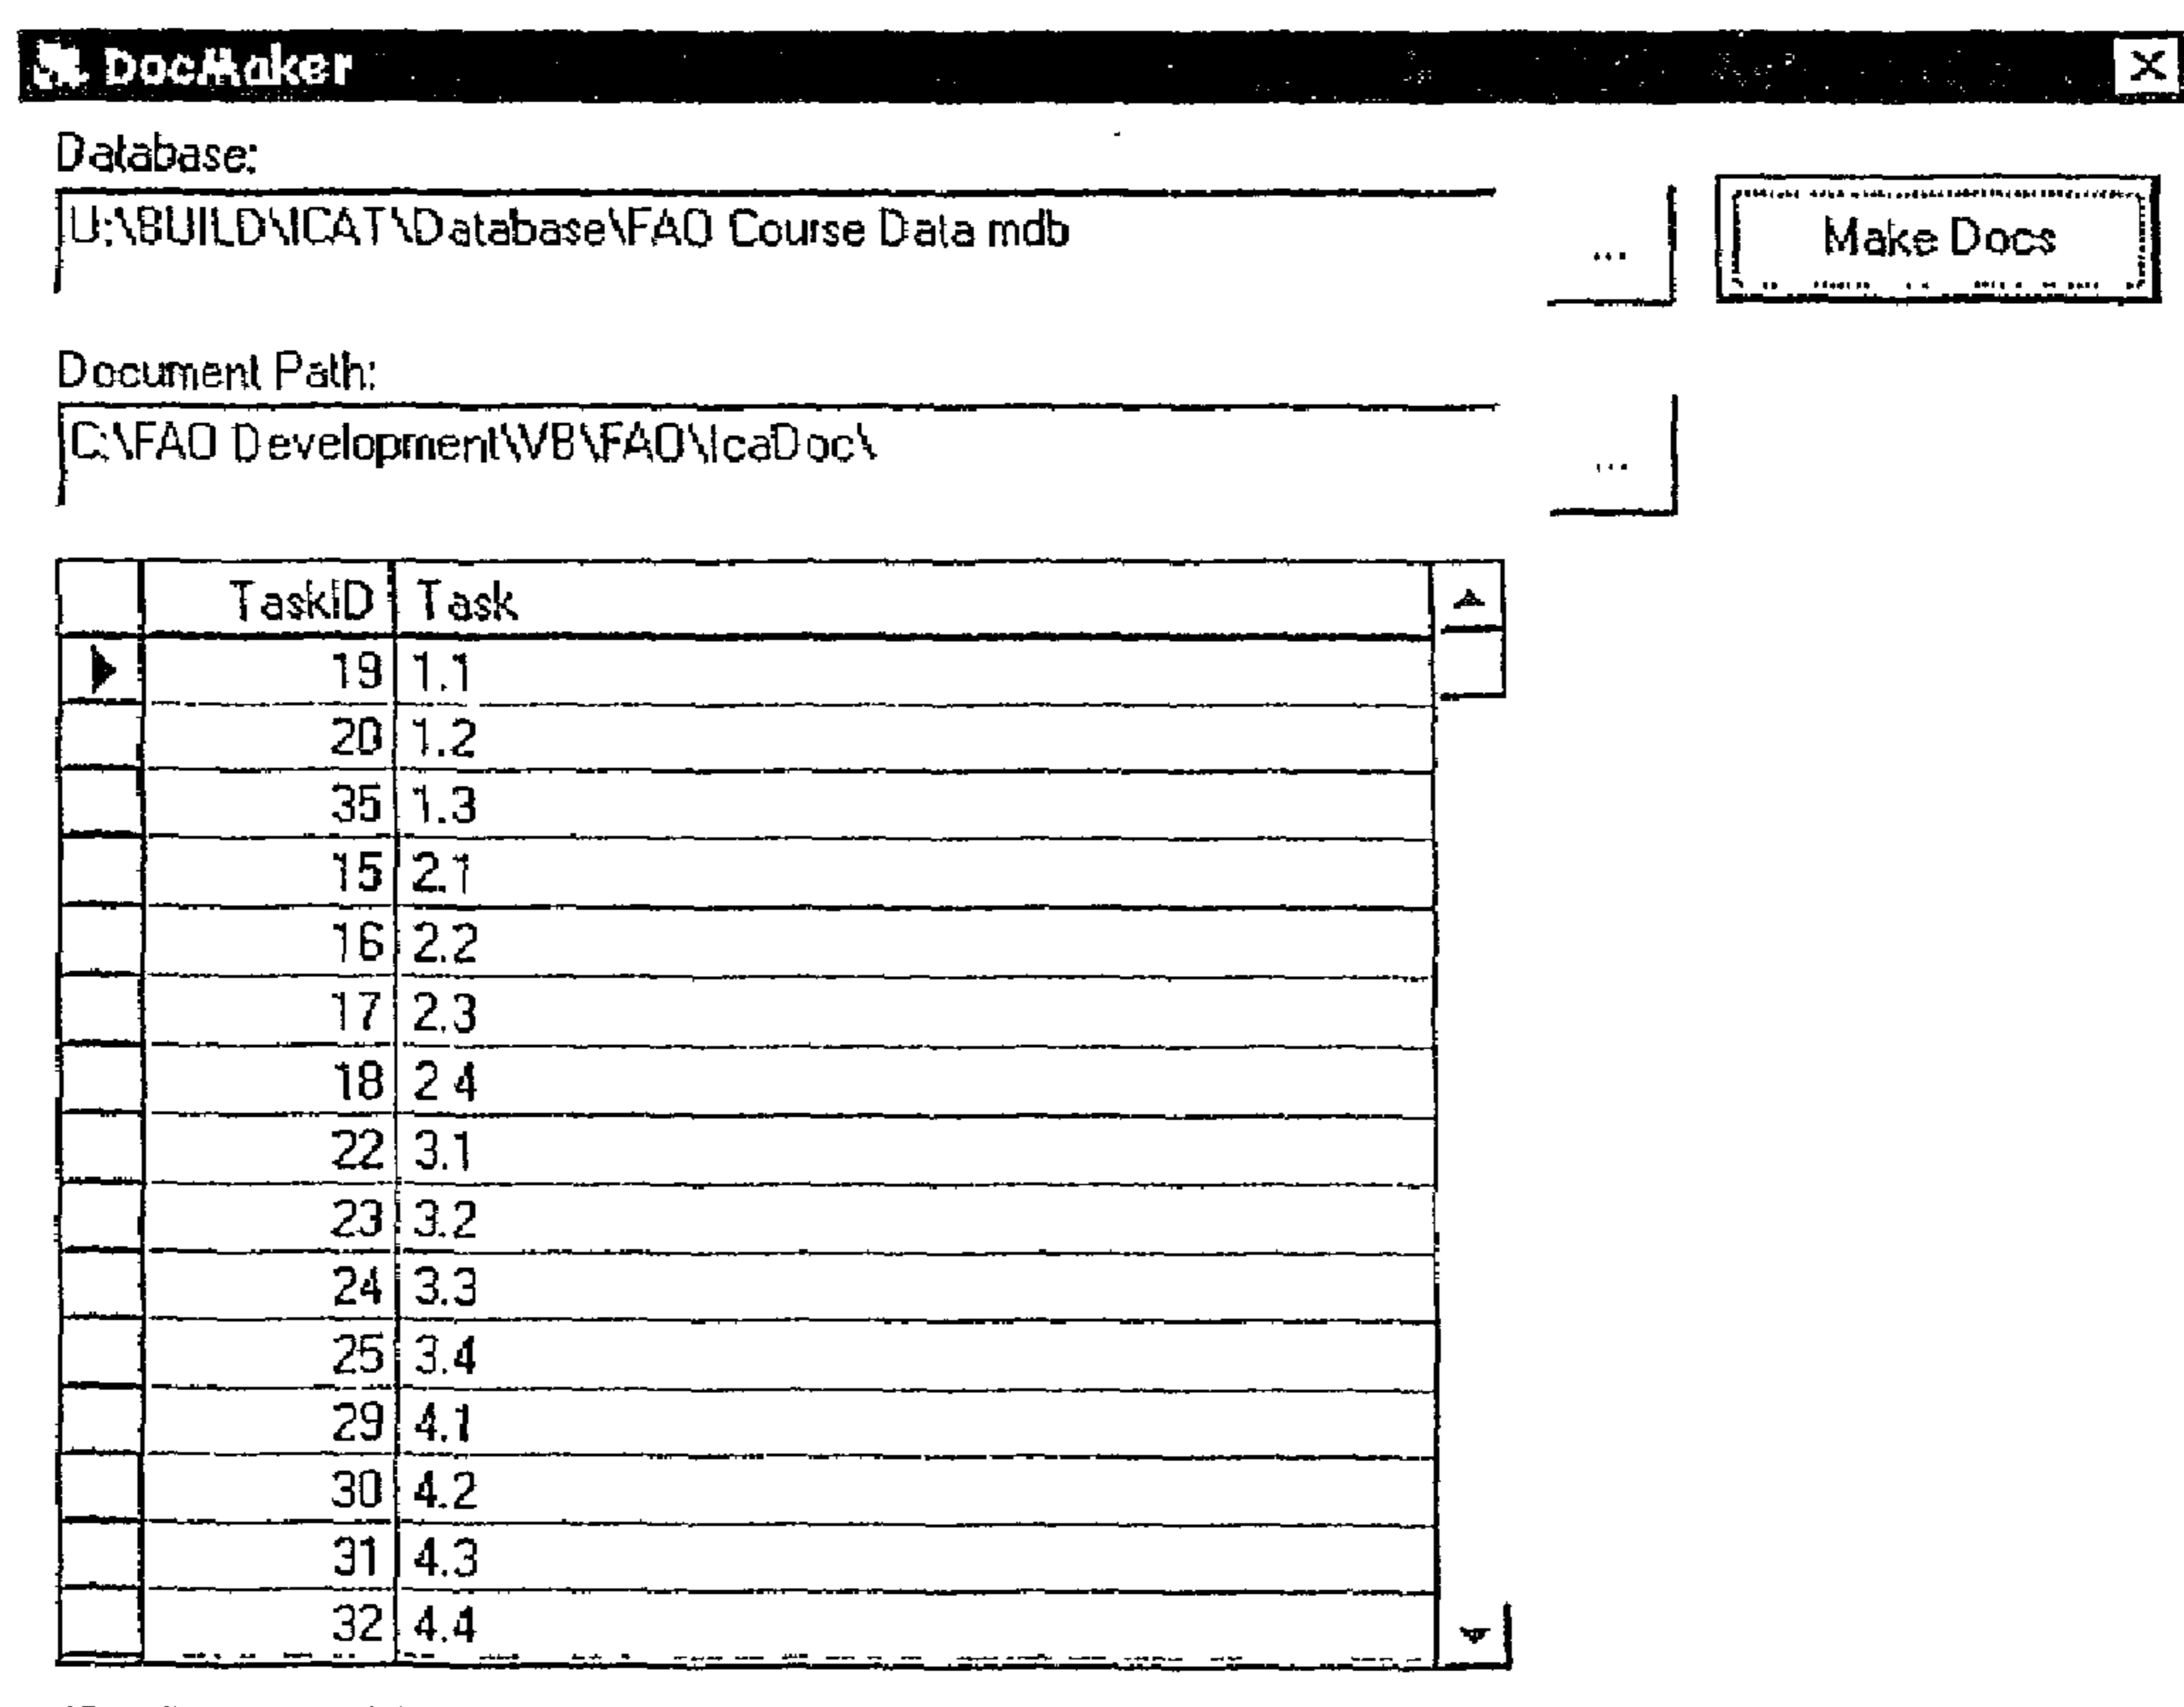 DocMaker
Database:
U:\BUILD\ICAT\Database\FAO Course Data mdb
...
Make Docs
Document Path:
C:\FAO Development\VB\FAO\IcaDoc\
...
TaskID Task
19 1.1
20 1.2
35 1.3
15 2.1
16 2.2
17 2.3
18 2 4
22 3.1
23 3.2
24 3.3
25 3.4
29 4.1
30 4.2
31 4.3
32 4.4